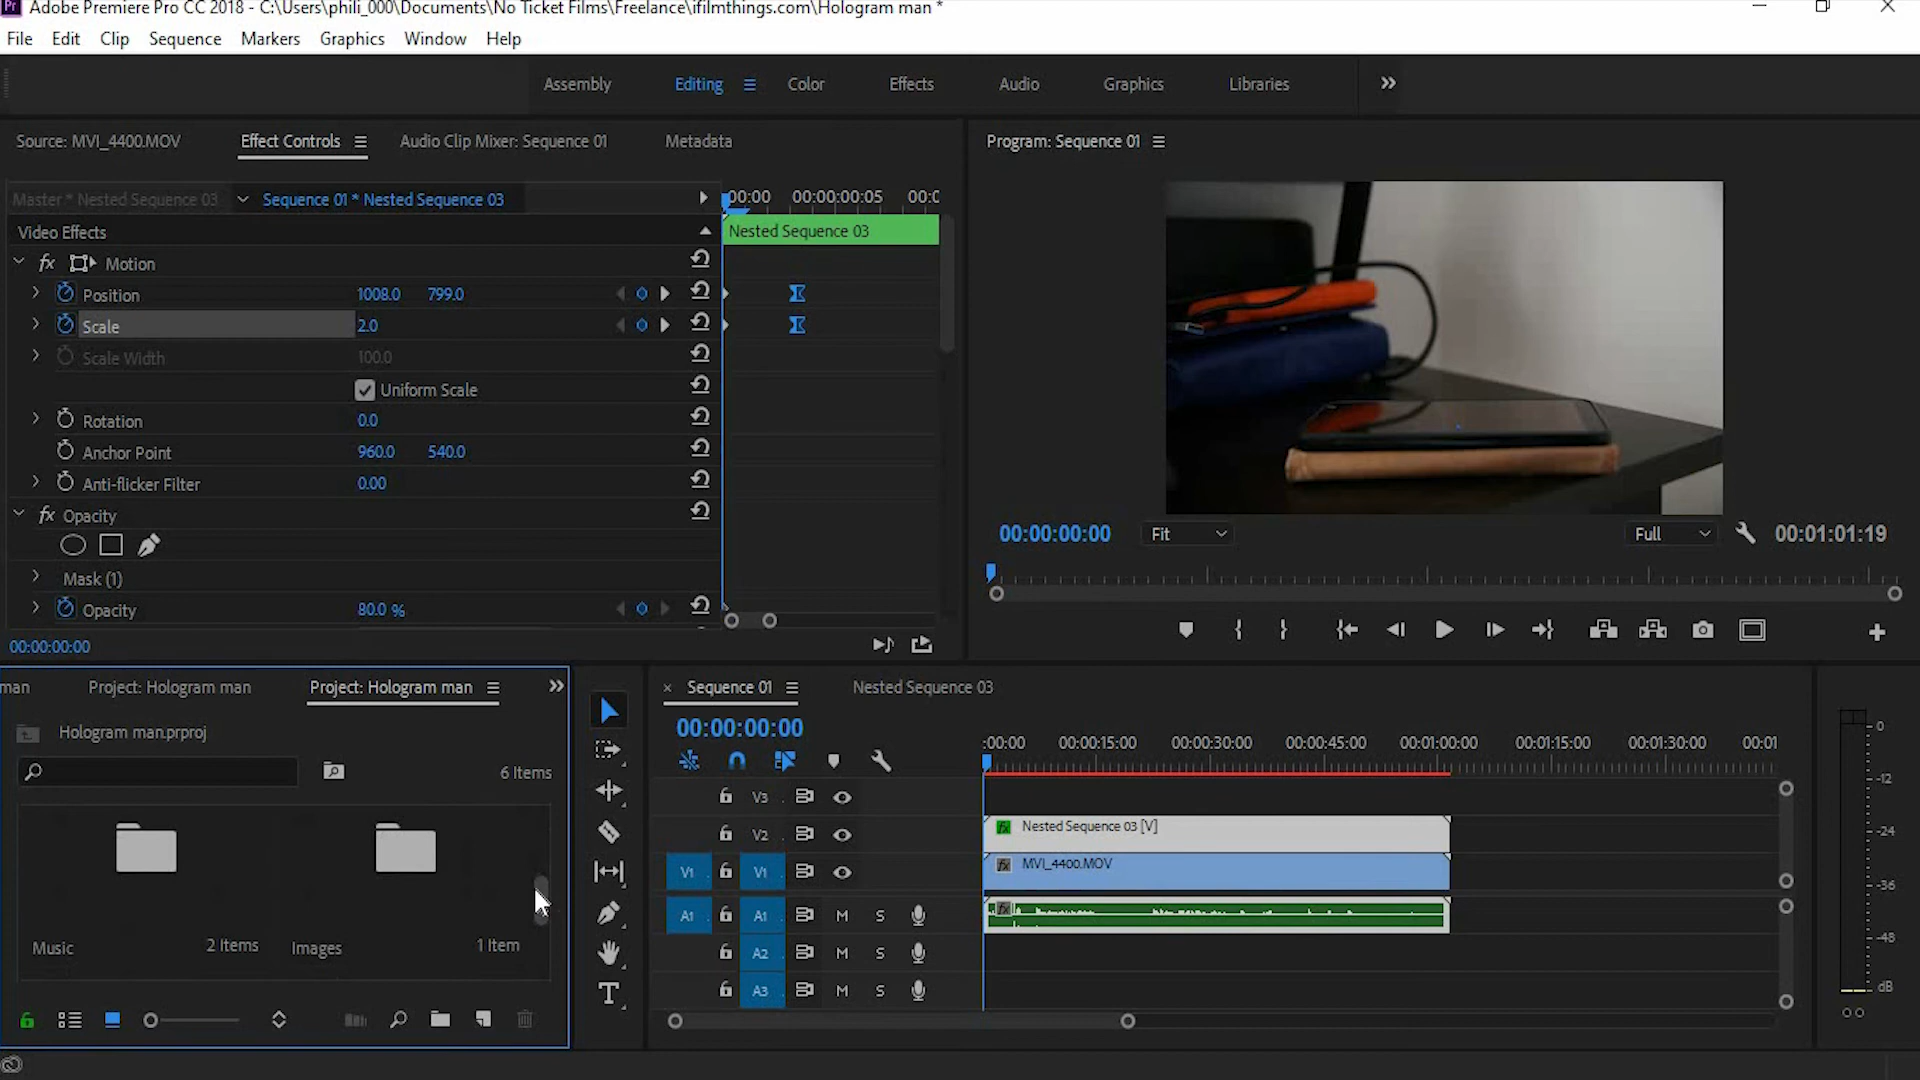 Adobe Premiere Pro CC 2018 - C:\Users\phili_000\Documents\No Ticket Films\Freelance\ifilmthings.com\Hologram man *
File Edit Clip Sequence Markers Graphics Window Help
Assembly Editing Color Effects Audio Graphics Libraries
Source: MVI_4400.MOV Effect Controls Audio Clip Mixer: Sequence 01 Metadata
Program: Sequence 01
Master * Nested Sequence 03 Sequence 01 * Nested Sequence 03
00:00 00:00:00:05 00:0
Video Effects
Nested Sequence 03
fx Motion
Position 1008.0 799.0
Scale 2.0
Scale Width 100.0
Uniform Scale
Rotation 0.0
Anchor Point 960.0 540.0
Anti-flicker Filter 0.00
fx Opacity
Mask (1)
Opacity 80.0 %
00:00:00:00
00:00:00:00 Fit Full 00:01:01:19
man Project: Hologram man Project: Hologram man
Hologram man.prproj
6 Items
Music 2 Items Images 1 Item
Sequence 01 Nested Sequence 03
00:00:00:00
:00:00 00:00:15:00 00:00:30:00 00:00:45:00 00:01:00:00 00:01:15:00 00:01:30:00 00:01
V3
V2 fx Nested Sequence 03 [V]
V1 V1 fx MVI_4400.MOV
A1 A1 M S fx
A2 M S
A3 M S
0
-12
-24
-36
-48
dB